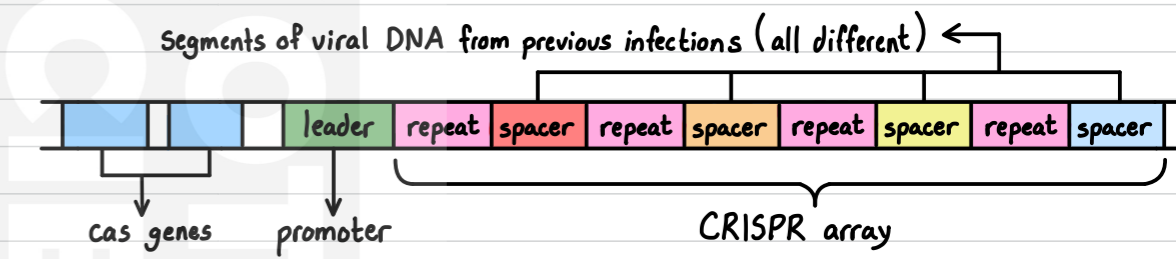 Segments of viral DNA from previous infections (all different)
leader repeat spacer repeat spacer repeat spacer repeat spacer
cas genes promoter CRISPR array